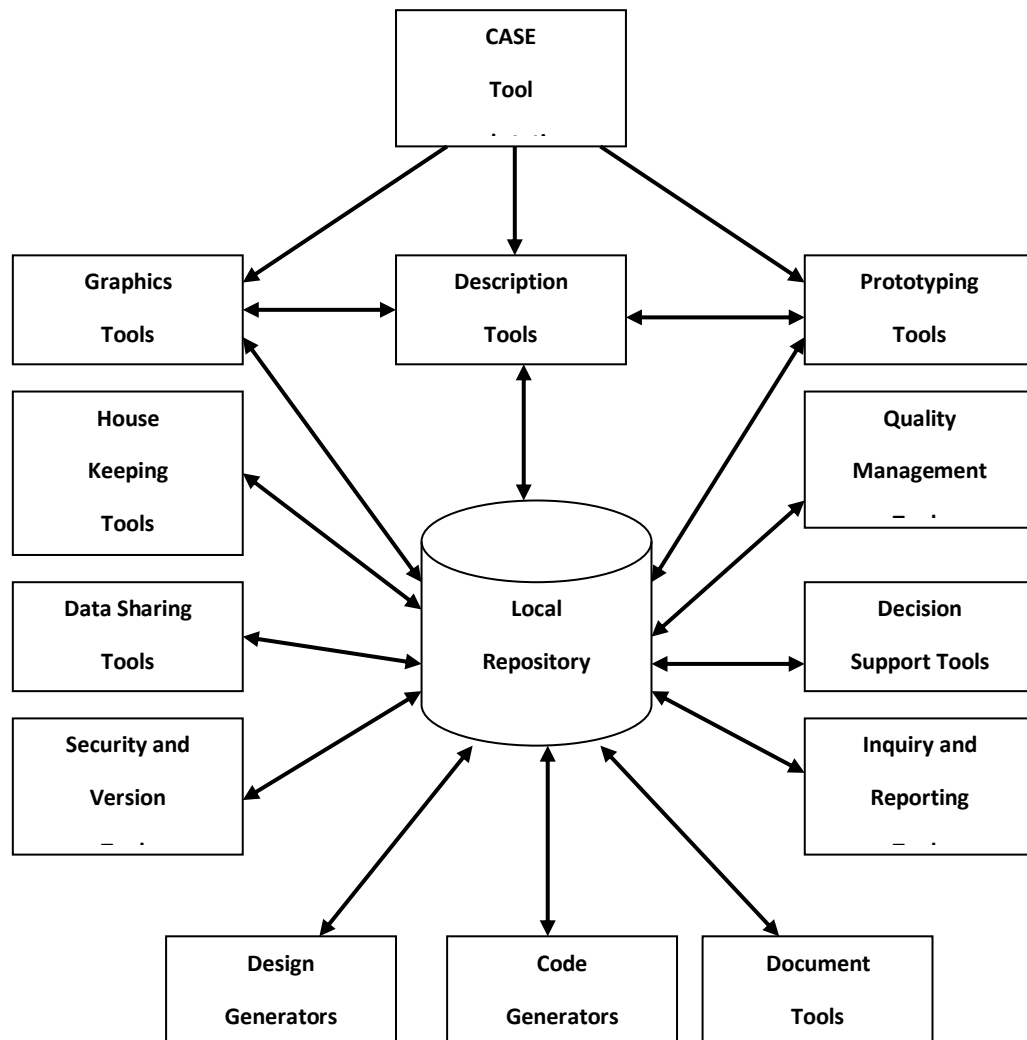 CASE
Tool
Graphics
Tools
Description
Tools
Prototyping
Tools
House
Keeping
Tools
Quality
Management
Local
Repository
Data Sharing
Tools
Decision
Support Tools
Security and
Version
Inquiry and
Reporting
Design
Generators
Code
Generators
Document
Tools